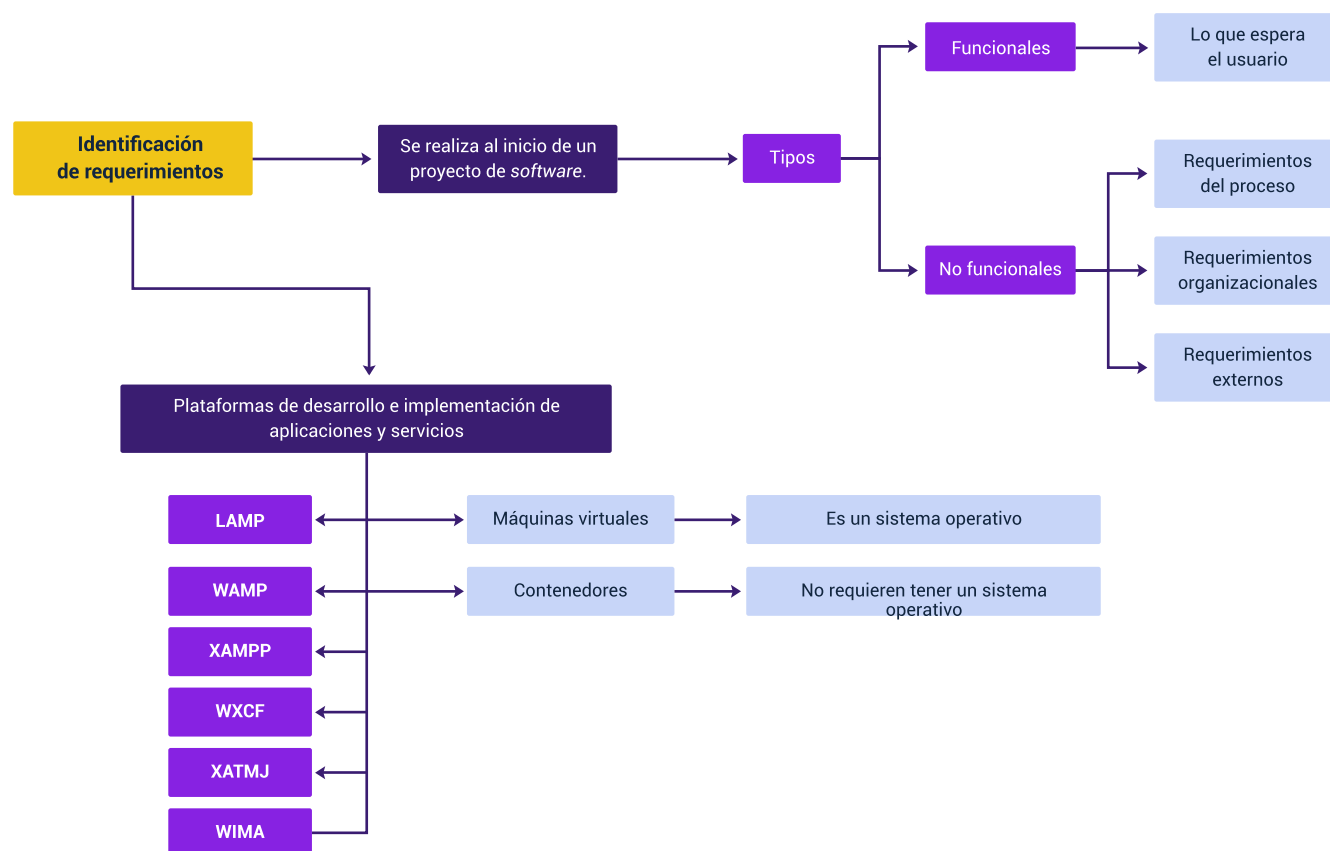 Identificación
de requerimientos
Se realiza al inicio de un
proyecto de software.
Tipos
Funcionales
Lo que espera
el usuario
No funcionales
Requerimientos
del proceso
Requerimientos
organizacionales
Requerimientos
externos
Plataformas de desarrollo e implementación de
aplicaciones y servicios
LAMP
Máquinas virtuales
Es un sistema operativo
WAMP
Contenedores
No requieren tener un sistema
operativo
XAMPP
WXCF
XATMJ
WIMA